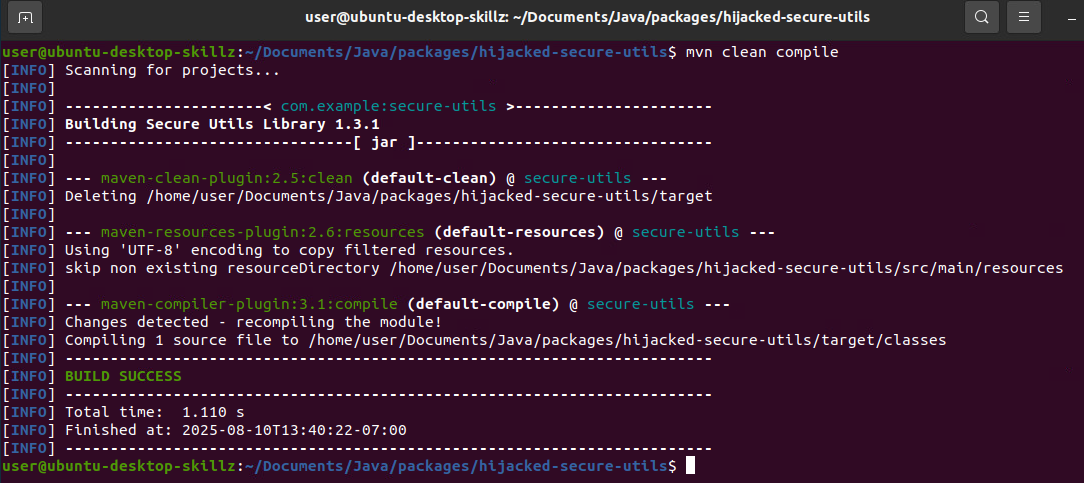 user@ubuntu-desktop-skillz: ~/Documents/Java/packages/hijacked-secure-utils
user@ubuntu-desktop-skillz:~/Documents/Java/packages/hijacked-secure-utils$ mvn clean compile
[INFO] Scanning for projects...
[INFO]
[INFO] ----------------------< com.example:secure-utils >----------------------
[INFO] Building Secure Utils Library 1.3.1
[INFO] --------------------------------[ jar ]---------------------------------
[INFO]
[INFO] --- maven-clean-plugin:2.5:clean (default-clean) @ secure-utils ---
[INFO] Deleting /home/user/Documents/Java/packages/hijacked-secure-utils/target
[INFO]
[INFO] --- maven-resources-plugin:2.6:resources (default-resources) @ secure-utils ---
[INFO] Using 'UTF-8' encoding to copy filtered resources.
[INFO] skip non existing resourceDirectory /home/user/Documents/Java/packages/hijacked-secure-utils/src/main/resources
[INFO]
[INFO] --- maven-compiler-plugin:3.1:compile (default-compile) @ secure-utils ---
[INFO] Changes detected - recompiling the module!
[INFO] Compiling 1 source file to /home/user/Documents/Java/packages/hijacked-secure-utils/target/classes
[INFO] ------------------------------------------------------------------------
[INFO] BUILD SUCCESS
[INFO] ------------------------------------------------------------------------
[INFO] Total time:  1.110 s
[INFO] Finished at: 2025-08-10T13:40:22-07:00
[INFO] ------------------------------------------------------------------------
user@ubuntu-desktop-skillz:~/Documents/Java/packages/hijacked-secure-utils$